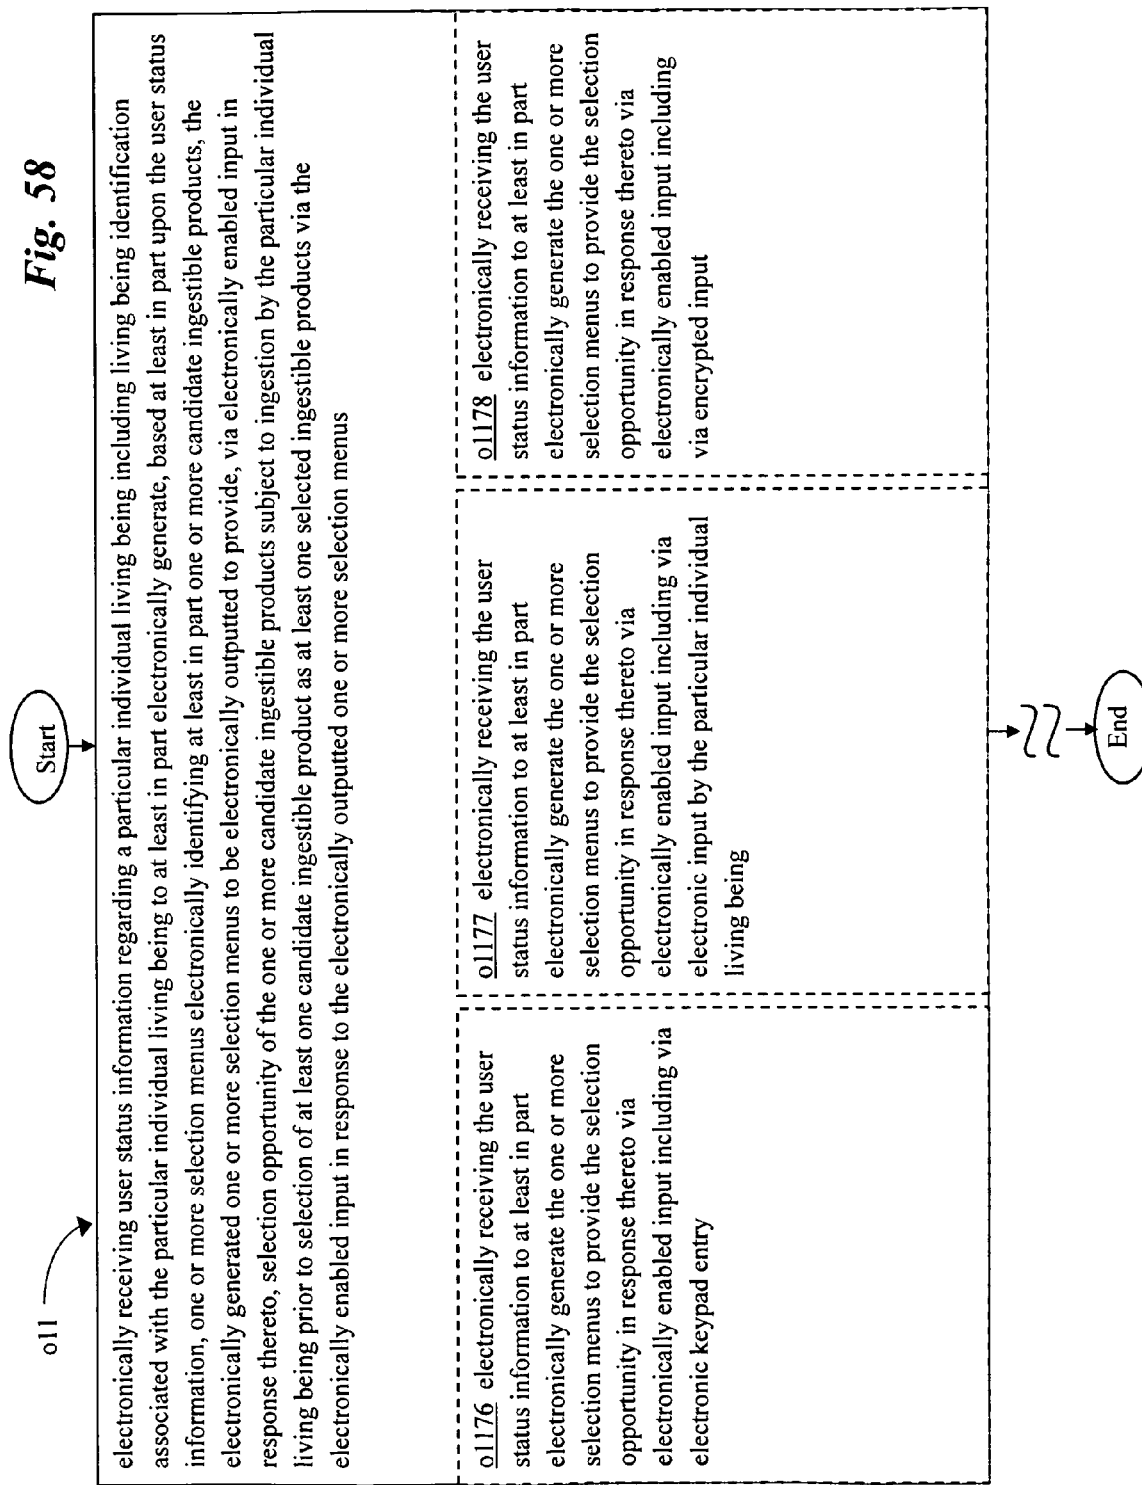 Fig. 58
Start
o11
electronically receiving user status information regarding a particular individual living being including living being identification
associated with the particular individual living being to at least in part electronically generate, based at least in part upon the user status
information, one or more selection menus electronically identifying at least in part one or more candidate ingestible products, the
electronically generated one or more selection menus to be electronically outputted to provide, via electronically enabled input in
response thereto, selection opportunity of the one or more candidate ingestible products subject to ingestion by the particular individual
living being prior to selection of at least one candidate ingestible product as at least one selected ingestible products via the
electronically enabled input in response to the electronically outputted one or more selection menus
o1176 electronically receiving the user
status information to at least in part
electronically generate the one or more
selection menus to provide the selection
opportunity in response thereto via
electronically enabled input including via
electronic keypad entry
o1177 electronically receiving the user
status information to at least in part
electronically generate the one or more
selection menus to provide the selection
opportunity in response thereto via
electronically enabled input including via
electronic input by the particular individual
living being
o1178 electronically receiving the user
status information to at least in part
electronically generate the one or more
selection menus to provide the selection
opportunity in response thereto via
electronically enabled input including
via encrypted input
End